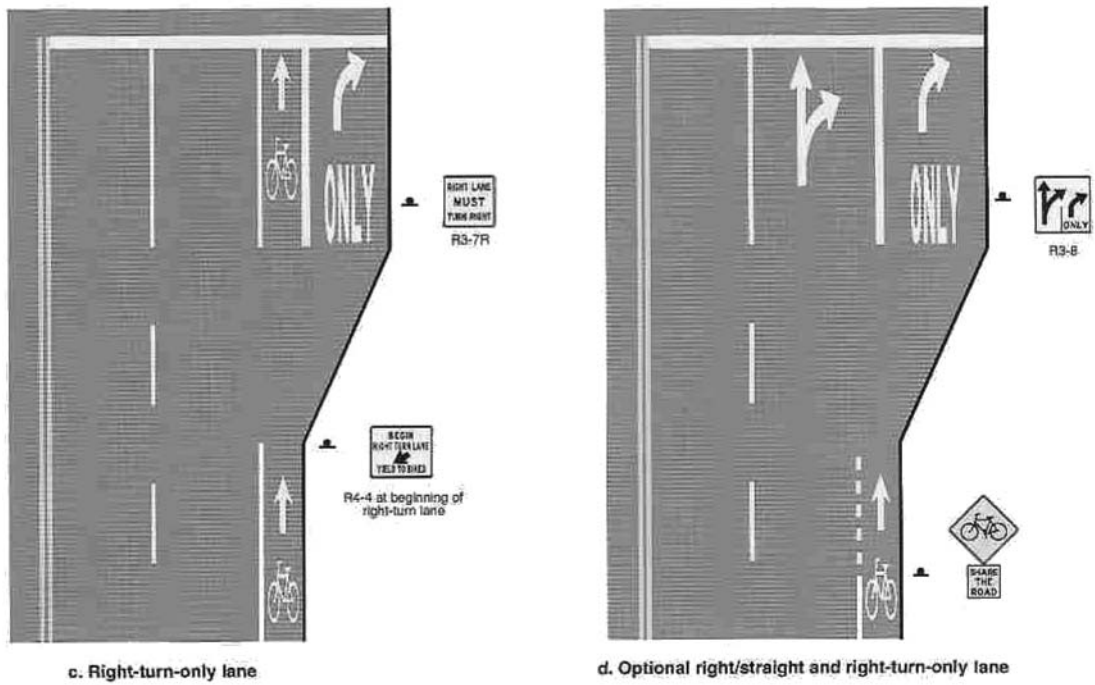 ONLY
RIGHT LANE
MUST
TURN RIGHT
R3-7R
BEGIN
RIGHT TURN LANE
YIELD TO BIKES
R4-4 at beginning of
right-turn lane
c. Right-turn-only lane
ONLY
ONLY
R3-8
SHARE
THE
ROAD
d. Optional right/straight and right-turn-only lane